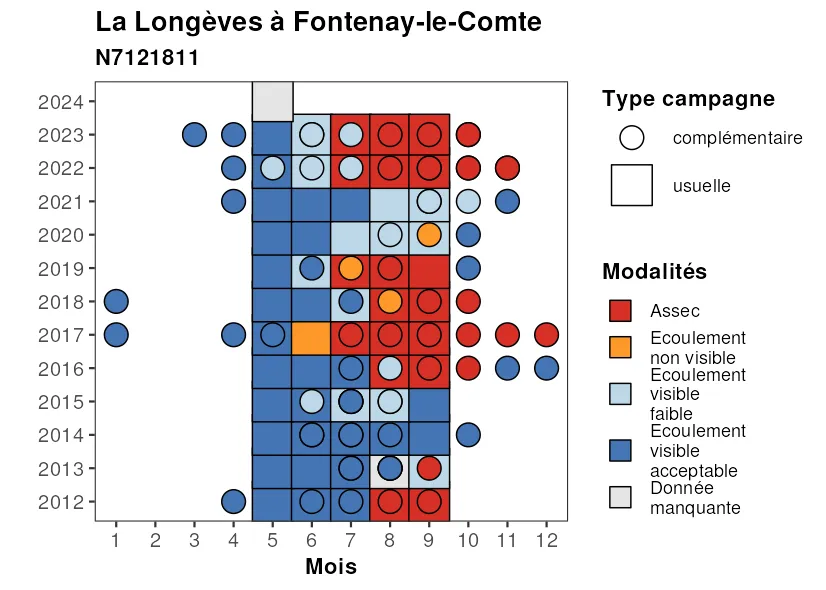 La Longèves à Fontenay-le-Comte
N7121811
2024
2023
2022
2021
2020
2019
2018
2017
2016
2015
2014
2013
2012
1 2 3 4 5 6 7 8 9 10 11 12
Mois
Type campagne
complémentaire
usuelle
Modalités
Assec
Ecoulement
non visible
Ecoulement
visible
faible
Ecoulement
visible
acceptable
Donnée
manquante